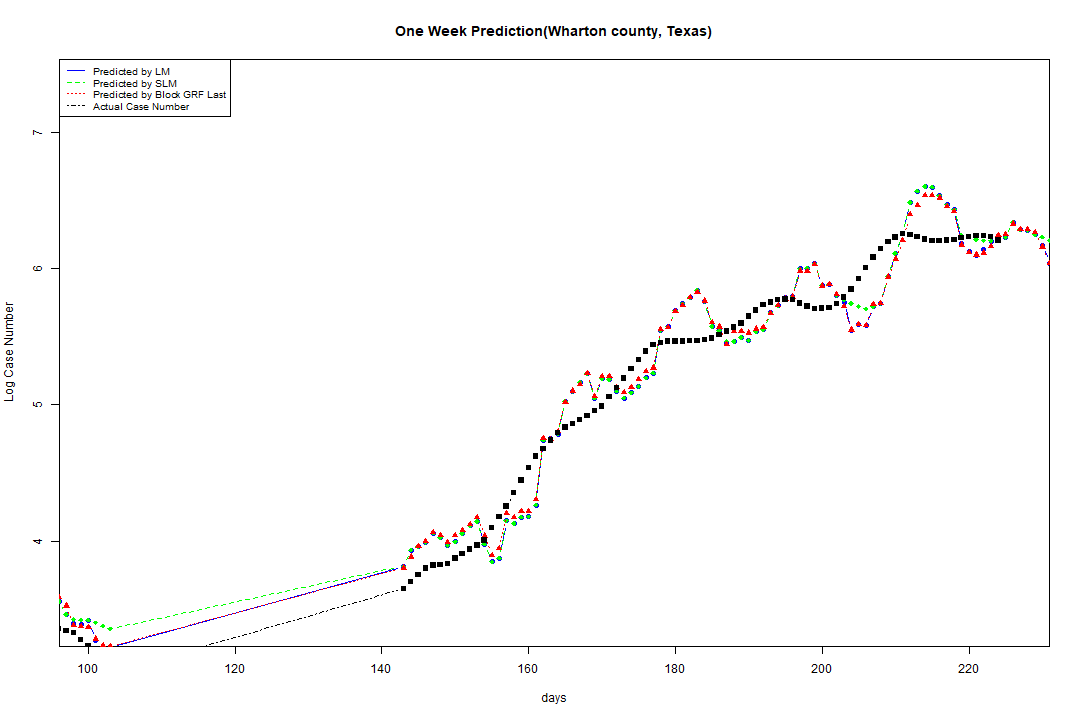 One Week Prediction(Wharton county, Texas)
Predicted by LM
Predicted by SLM
Predicted by Block GRF Last
Actual Case Number
7
6
5
4
Log Case Number
100 120 140 160 180 200 220
days